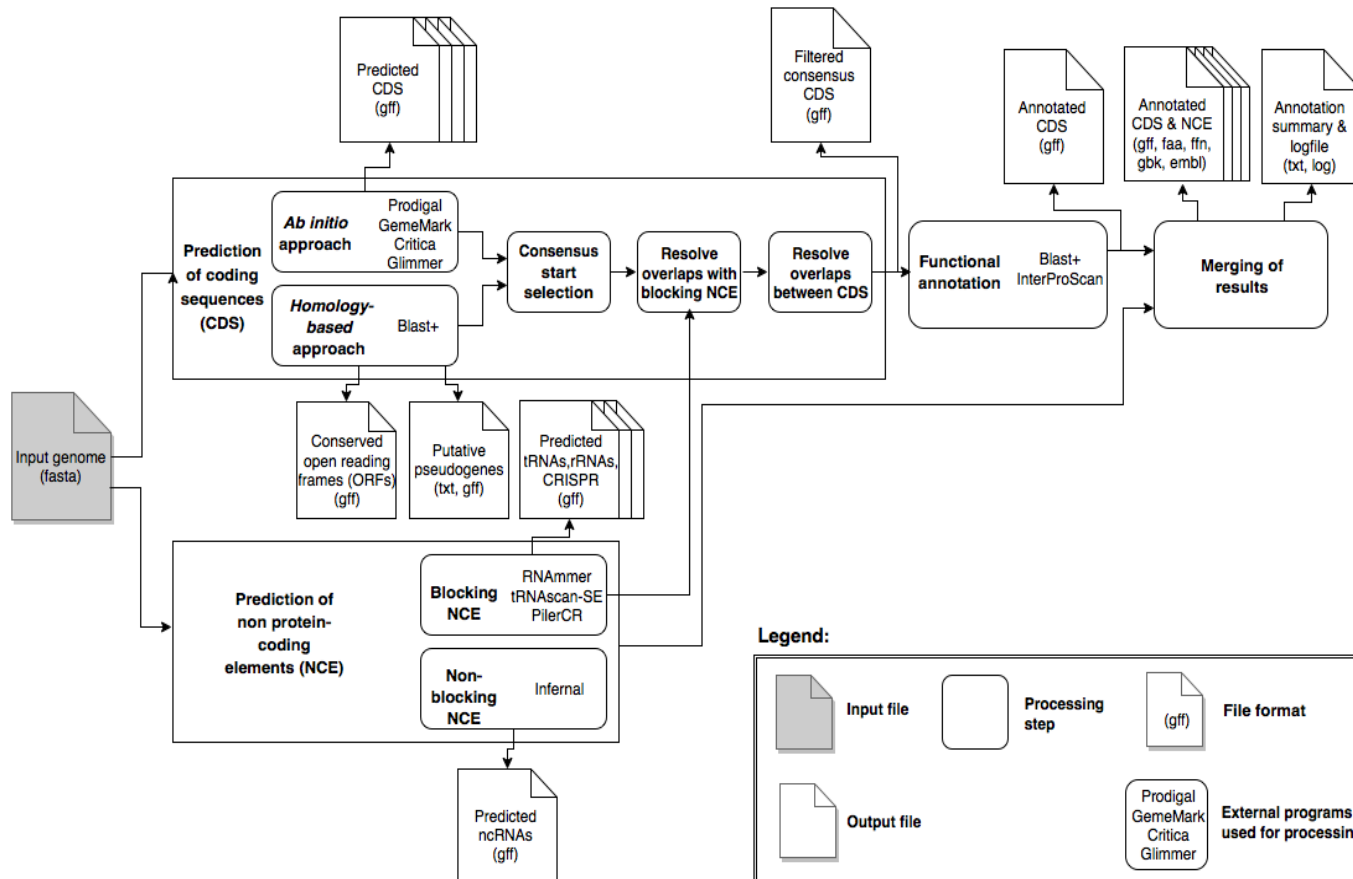 Predicted
CDS
(gff)
Filtered
consensus
CDS
(gff)
Annotated
CDS
(gff)
Annotated
CDS & NCE
(gff, faa, ffn,
gbk, embl)
Annotation
summary &
logfile
(txt, log)
Prediction
of coding
sequences
(CDS)
Ab initio
approach
Prodigal
GemeMark
Critica
Glimmer
Homology-
based
approach
Blast+
Consensus
start
selection
Resolve
overlaps with
blocking NCE
Resolve
overlaps
between CDS
Functional
annotation
Blast+
InterProScan
Merging of
results
Input genome
(fasta)
Conserved
open reading
frames (ORFs)
(gff)
Putative
pseudogenes
(txt, gff)
Predicted
tRNAs,rRNAs,
CRISPR
(gff)
Prediction of
non protein-
coding
elements (NCE)
Blocking
NCE
RNAmmer
tRNAscan-SE
PilerCR
Non-
blocking
NCE
Infernal
Predicted
ncRNAs
(gff)
Legend:
Input file
Processing
step
(gff)
File format
Output file
Prodigal
GemeMark
Critica
Glimmer
External programs
used for processin